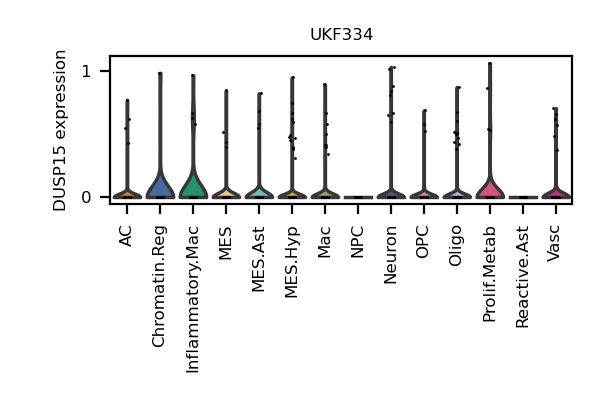 UKF334
DUSP15 expression
1
0
AC
Chromatin.Reg
Inflammatory.Mac
MES
MES.Ast
MES.Hyp
Mac
NPC
Neuron
OPC
Oligo
Prolif.Metab
Reactive.Ast
Vasc